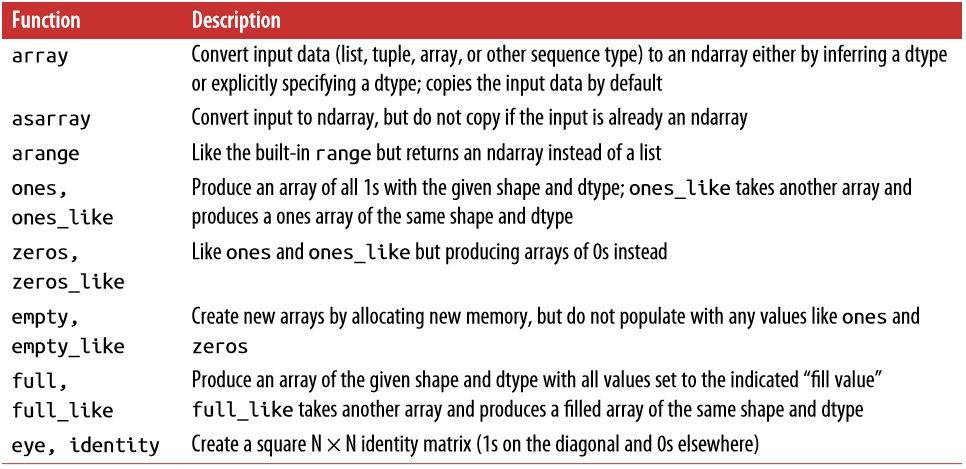 Function Description
array Convert input data (list, tuple, array, or other sequence type) to an ndarray either by inferring a dtype
or explicitly specifying a dtype; copies the input data by default
asarray Convert input to ndarray, but do not copy if the input is already an ndarray
arange Like the built-in range but returns an ndarray instead of a list
ones, Produce an array of all 1s with the given shape and dtype; ones_like takes another array and
ones_like produces a ones array of the same shape and dtype
zeros, Like ones and ones_like but producing arrays of 0s instead
zeros_like
empty, Create new arrays by allocating new memory, but do not populate with any values like ones and
empty_like zeros
full, Produce an array of the given shape and dtype with all values set to the indicated “fill value”
full_like full_like takes another array and produces a filled array of the same shape and dtype
eye, identity Create a square N × N identity matrix (1s on the diagonal and 0s elsewhere)